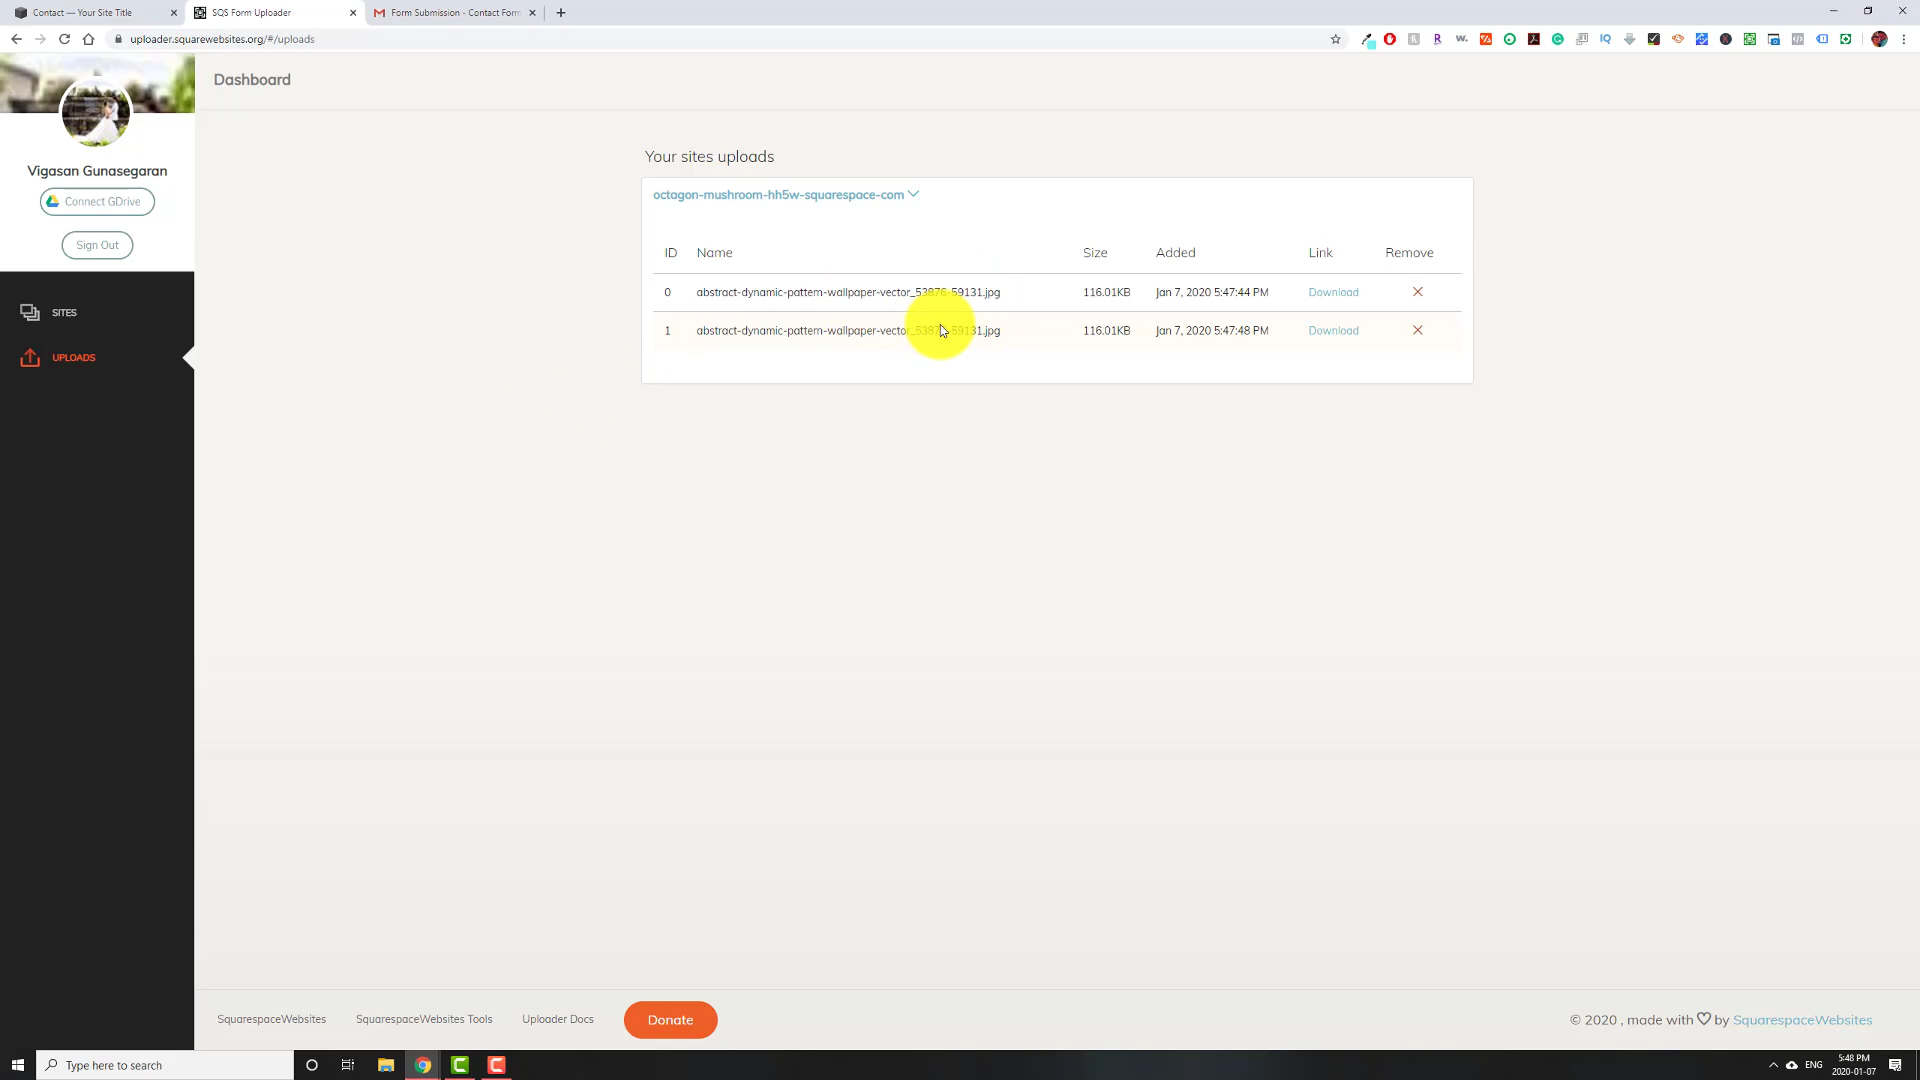 Contact — Your Site Title
SQS Form Uploader
Form Submission - Contact Form
uploader.squarewebsites.org/#/uploads
Dashboard
Vigasan Gunasegaran
Connect GDrive
Sign Out
SITES
UPLOADS
Your sites uploads
octagon-mushroom-hh5w-squarespace-com
ID Name Size Added Link Remove
0 abstract-dynamic-pattern-wallpaper-vector_53876-59131.jpg 116.01KB Jan 7, 2020 5:47:44 PM Download
1 abstract-dynamic-pattern-wallpaper-vector_53876-59131.jpg 116.01KB Jan 7, 2020 5:47:48 PM Download
SquarespaceWebsites SquarespaceWebsites Tools Uploader Docs Donate
© 2020 , made with by SquarespaceWebsites
Type here to search
ENG
5:48 PM
2020-01-07